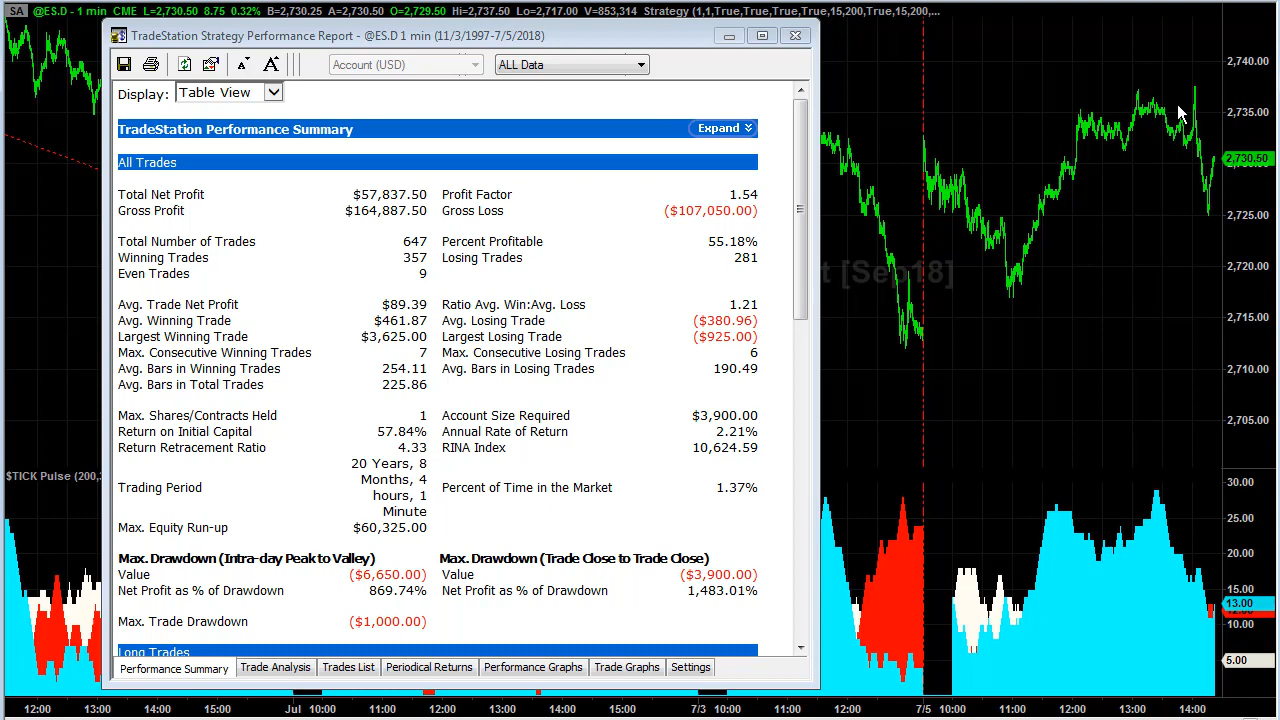 SA @ES.D - 1 min CME L=2,730.50 8.75 0.32% B=2,730.25 A=2,730.50 O=2,729.50 Hi=2,737.50 Lo=2,717.00 V=853,314 Strategy (1,1,True,True,True,True,15,200,True,15,200,...
TradeStation Strategy Performance Report - @ES.D 1 min (11/3/1997-7/5/2018)
A A Account (USD) ALL Data
Display: Table View
TradeStation Performance Summary Expand
All Trades
Total Net Profit $57,837.50 Profit Factor 1.54
Gross Profit $164,887.50 Gross Loss ($107,050.00)
Total Number of Trades 647 Percent Profitable 55.18%
Winning Trades 357 Losing Trades 281
Even Trades 9
Avg. Trade Net Profit $89.39 Ratio Avg. Win:Avg. Loss 1.21
Avg. Winning Trade $461.87 Avg. Losing Trade ($380.96)
Largest Winning Trade $3,625.00 Largest Losing Trade ($925.00)
Max. Consecutive Winning Trades 7 Max. Consecutive Losing Trades 6
Avg. Bars in Winning Trades 254.11 Avg. Bars in Losing Trades 190.49
Avg. Bars in Total Trades 225.86
Max. Shares/Contracts Held 1 Account Size Required $3,900.00
Return on Initial Capital 57.84% Annual Rate of Return 2.21%
Return Retracement Ratio 4.33 RINA Index 10,624.59
Trading Period 20 Years, 8 Months, 4 hours, 1 Minute Percent of Time in the Market 1.37%
Max. Equity Run-up $60,325.00
Max. Drawdown (Intra-day Peak to Valley) Max. Drawdown (Trade Close to Trade Close)
Value ($6,650.00) Value ($3,900.00)
Net Profit as % of Drawdown 869.74% Net Profit as % of Drawdown 1,483.01%
Max. Trade Drawdown ($1,000.00)
Long Trades
Performance Summary Trade Analysis Trades List Periodical Returns Performance Graphs Trade Graphs Settings
2,740.00
2,735.00
2,730.50
2,725.00
2,720.00
2,715.00
2,710.00
2,705.00
[Sep18]
$TICK Pulse (200,
30.00
25.00
20.00
15.00
13.00
10.00
5.00
12:00 13:00 Jul 10:00 11:00 12:00 13:00 14:00 7/3 10:00 11:00 12:00 7/5 10:00 11:00 12:00 13:00 14:00